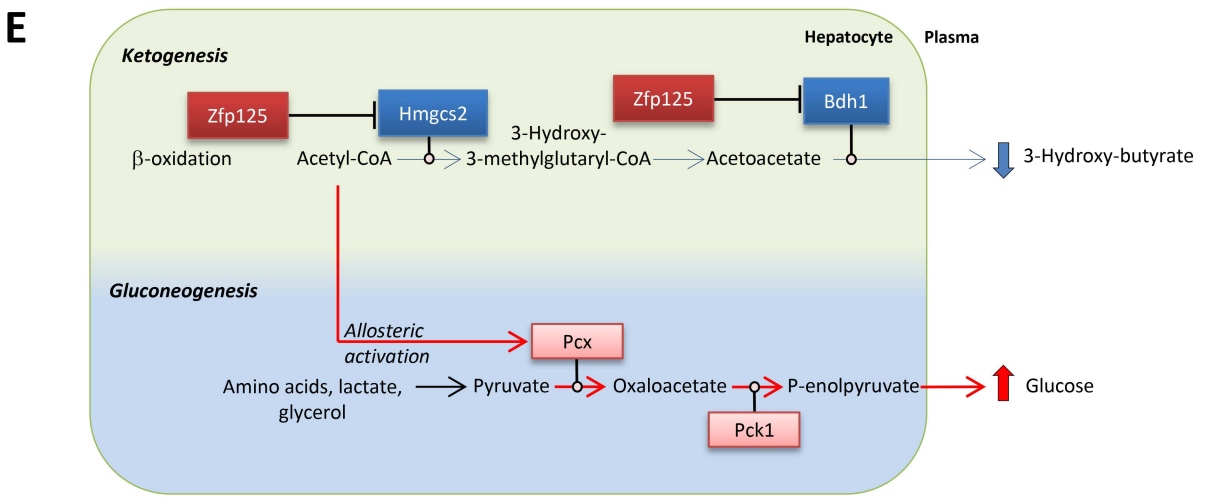 E
Hepatocyte
Plasma
Ketogenesis
Zfp125
Hmgcs2
Zfp125
Bdh1
β-oxidation
Acetyl-CoA
3-Hydroxy-
3-methylglutaryl-CoA
Acetoacetate
3-Hydroxy-butyrate
Gluconeogenesis
Allosteric
activation
Pcx
Amino acids, lactate,
glycerol
Pyruvate
Oxaloacetate
P-enolpyruvate
Glucose
Pck1